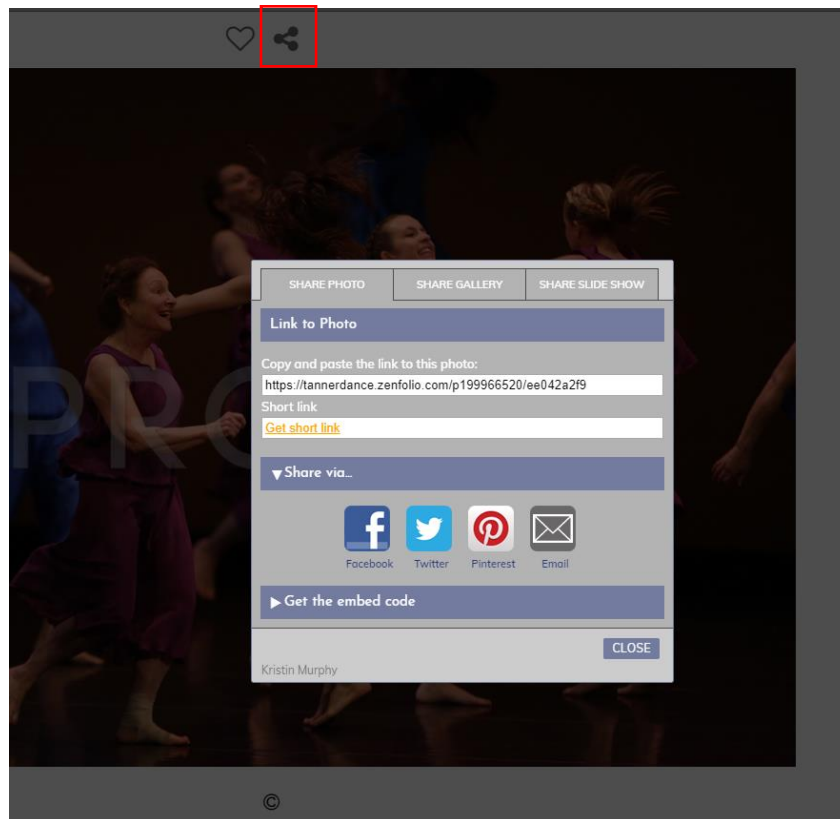 SHARE PHOTO SHARE GALLERY SHARE SLIDE SHOW
Link to Photo
Copy and paste the link to this photo:
https://tannerdance.zenfolio.com/p199966520/ee042a2f9
Short link
Get short link
▼Share via...
Facebook Twitter Pinterest Email
▶Get the embed code
CLOSE
Kristin Murphy
PRO
©